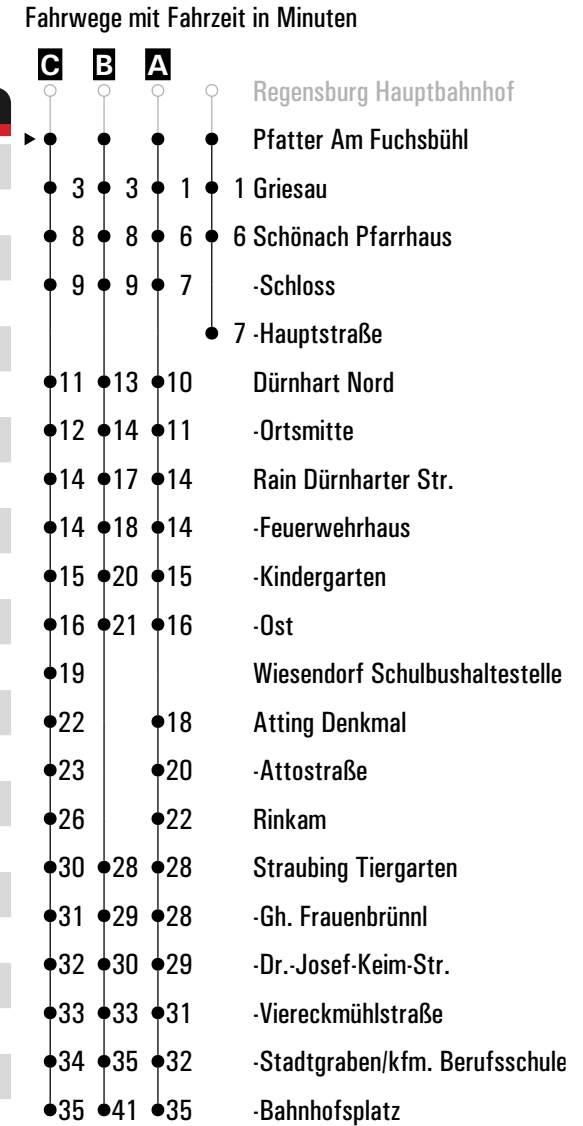 Fahrwege mit Fahrzeit in Minuten
C B A
Regensburg Hauptbahnhof
Pfatter Am Fuchsbühl
3 3 1 1 Griesau
8 8 6 6 Schönach Pfarrhaus
9 9 7 -Schloss
7 -Hauptstraße
11 13 10 Dürnhart Nord
12 14 11 -Ortsmitte
14 17 14 Rain Dürnharter Str.
14 18 14 -Feuerwehrhaus
15 20 15 -Kindergarten
16 21 16 -Ost
19 Wiesendorf Schulbushaltestelle
22 18 Atting Denkmal
23 20 -Attostraße
26 22 Rinkam
30 28 28 Straubing Tiergarten
31 29 28 -Gh. Frauenbrünnl
32 30 29 -Dr.-Josef-Keim-Str.
33 33 31 -Viereckmühlstraße
34 35 32 -Stadtgraben/kfm. Berufsschule
35 41 35 -Bahnhofsplatz